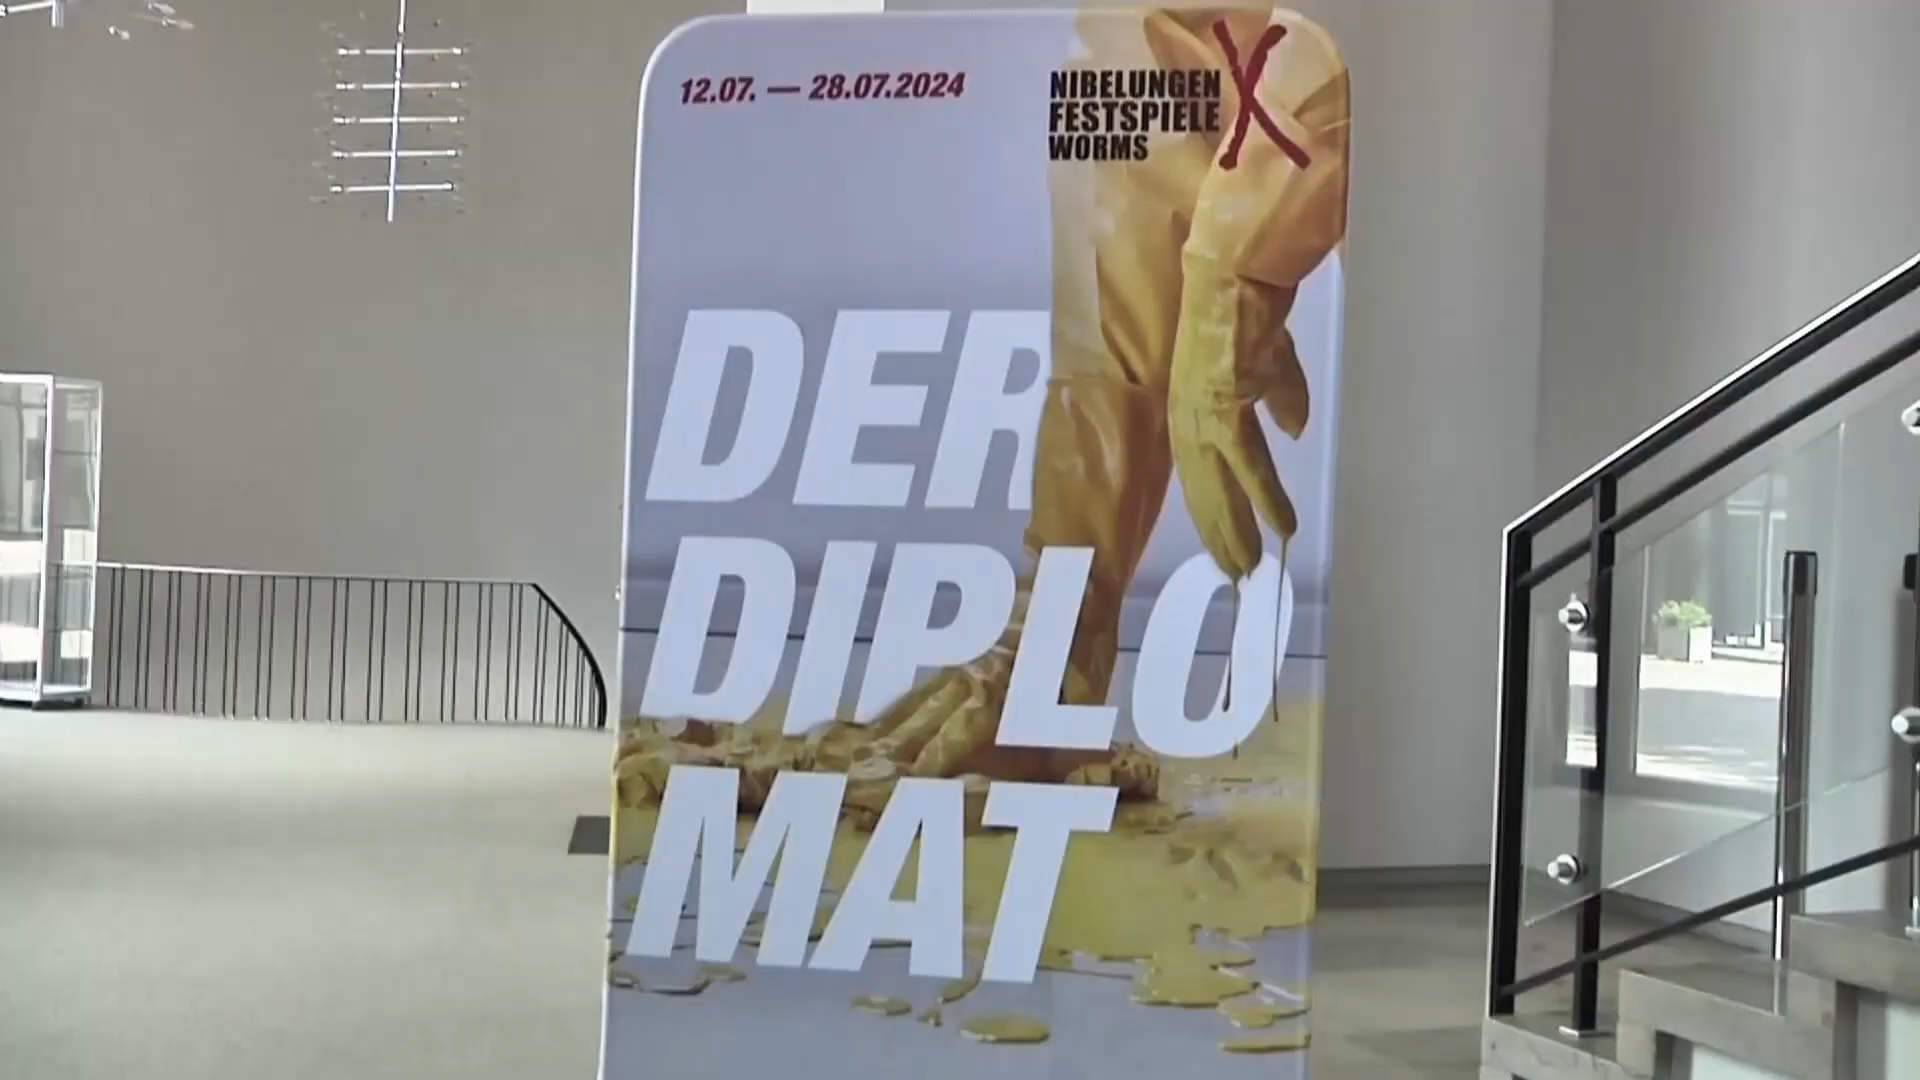 12.07. — 28.07.2024
NIBELUNGEN
FESTSPIELE
WORMS
DER
DIPLO
MAT